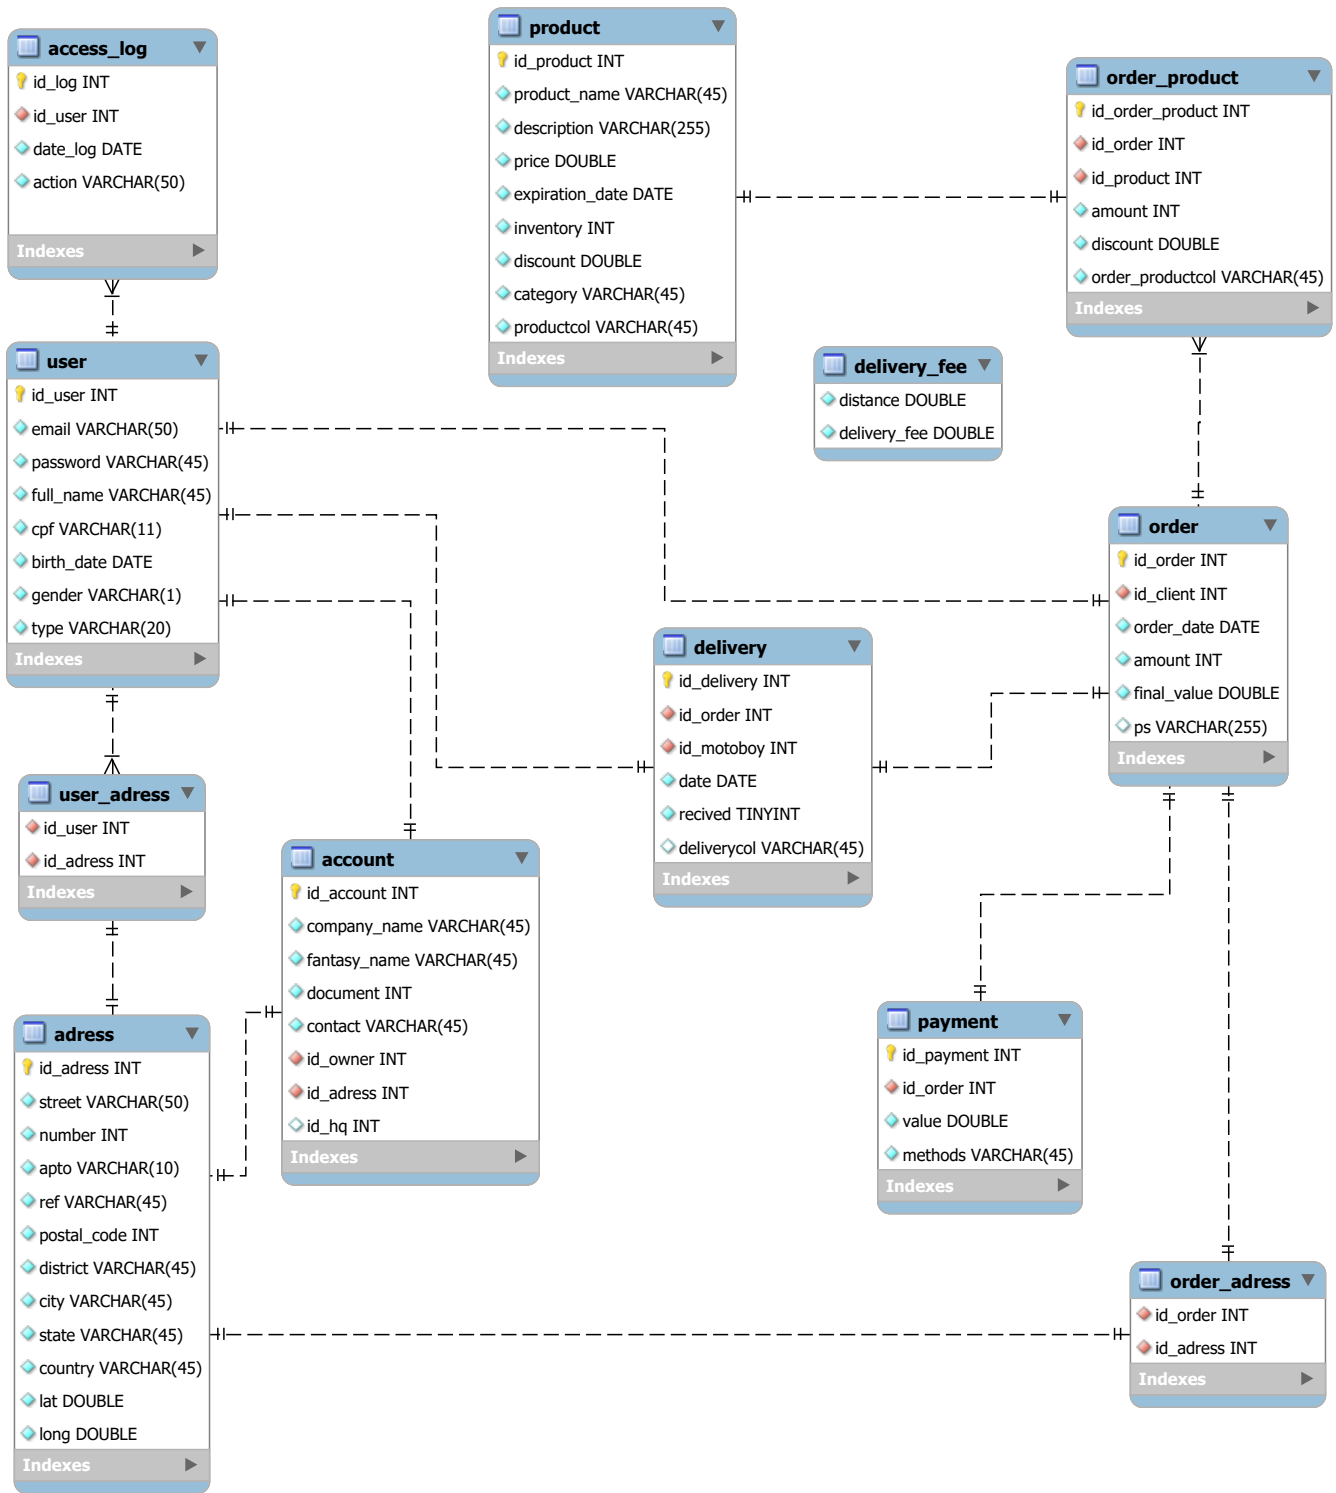 access_log
id_log INT
id_user INT
date_log DATE
action VARCHAR(50)
Indexes
product
id_product INT
product_name VARCHAR(45)
description VARCHAR(255)
price DOUBLE
expiration_date DATE
inventory INT
discount DOUBLE
category VARCHAR(45)
productcol VARCHAR(45)
Indexes
order_product
id_order_product INT
id_order INT
id_product INT
amount INT
discount DOUBLE
order_productcol VARCHAR(45)
Indexes
user
id_user INT
email VARCHAR(50)
password VARCHAR(45)
full_name VARCHAR(45)
cpf VARCHAR(11)
birth_date DATE
gender VARCHAR(1)
type VARCHAR(20)
Indexes
delivery_fee
distance DOUBLE
delivery_fee DOUBLE
order
id_order INT
id_client INT
order_date DATE
amount INT
final_value DOUBLE
ps VARCHAR(255)
Indexes
delivery
id_delivery INT
id_order INT
id_motoboy INT
date DATE
recived TINYINT
deliverycol VARCHAR(45)
Indexes
user_adress
id_user INT
id_adress INT
Indexes
account
id_account INT
company_name VARCHAR(45)
fantasy_name VARCHAR(45)
document INT
contact VARCHAR(45)
id_owner INT
id_adress INT
id_hq INT
Indexes
adress
id_adress INT
street VARCHAR(50)
number INT
apto VARCHAR(10)
ref VARCHAR(45)
postal_code INT
district VARCHAR(45)
city VARCHAR(45)
state VARCHAR(45)
country VARCHAR(45)
lat DOUBLE
long DOUBLE
Indexes
payment
id_payment INT
id_order INT
value DOUBLE
methods VARCHAR(45)
Indexes
order_adress
id_order INT
id_adress INT
Indexes